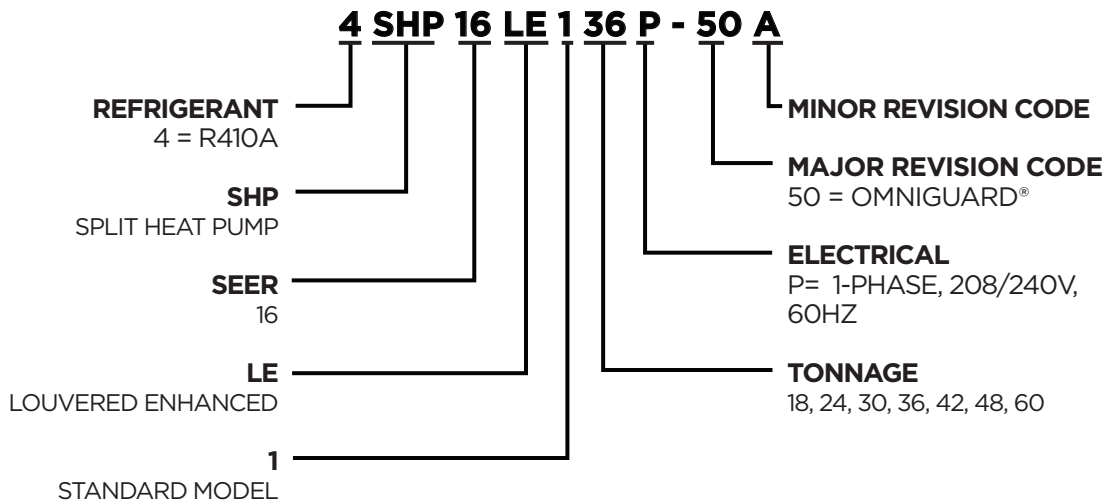 4 SHP 16 LE 1 36 P - 50 A
REFRIGERANT
4 = R410A
SHP
SPLIT HEAT PUMP
SEER
16
LE
LOUVERED ENHANCED
1
STANDARD MODEL
MINOR REVISION CODE
MAJOR REVISION CODE
50 = OMNIGUARD®
ELECTRICAL
P= 1-PHASE, 208/240V,
60HZ
TONNAGE
18, 24, 30, 36, 42, 48, 60